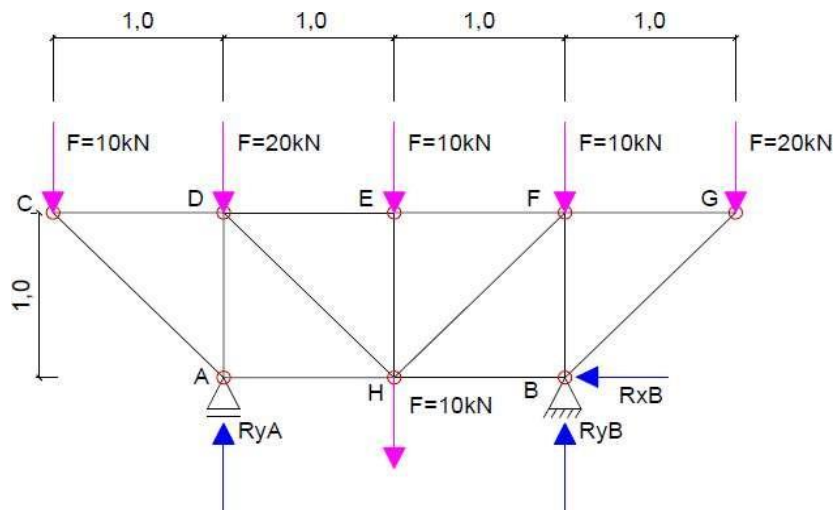 1,0 1,0 1,0 1,0
F=10kN F=20kN F=10kN F=10kN F=20kN
C D E F G
1,0
A H F=10kN B RxB
RyA RyB